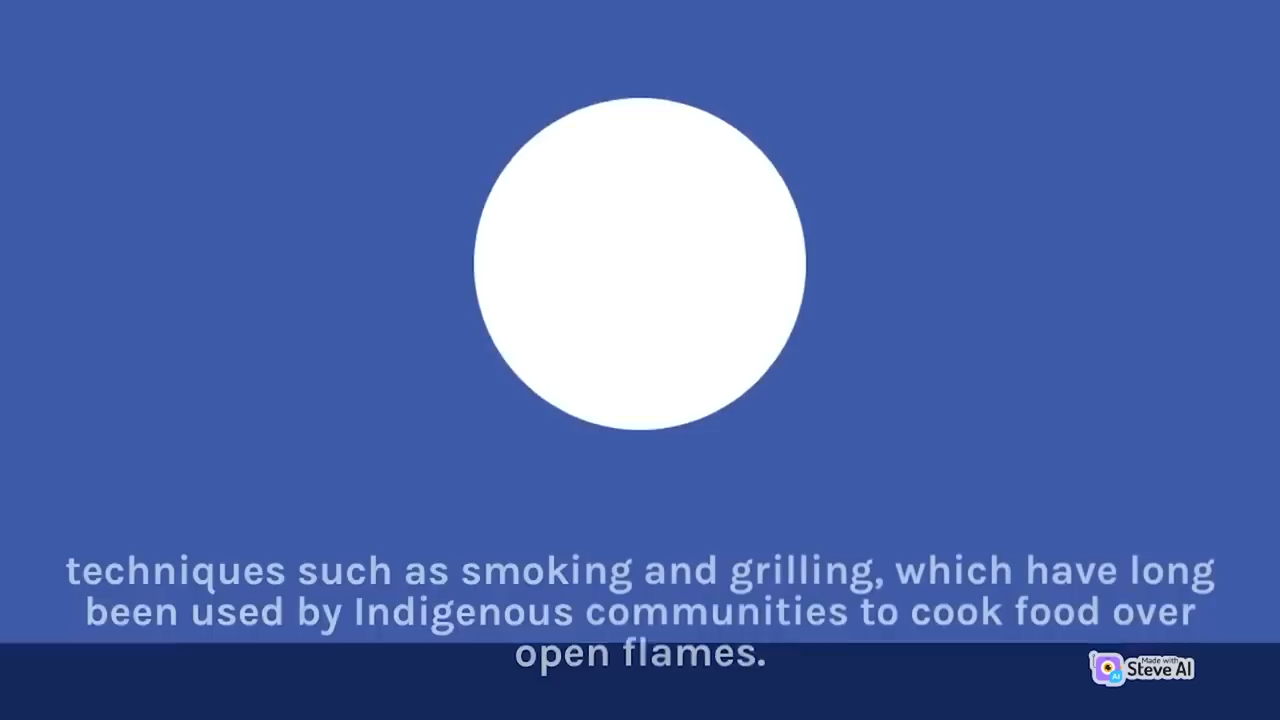 techniques such as smoking and grilling, which have long
been used by Indigenous communities to cook food over
open flames.
Made with
Steve AI
AI